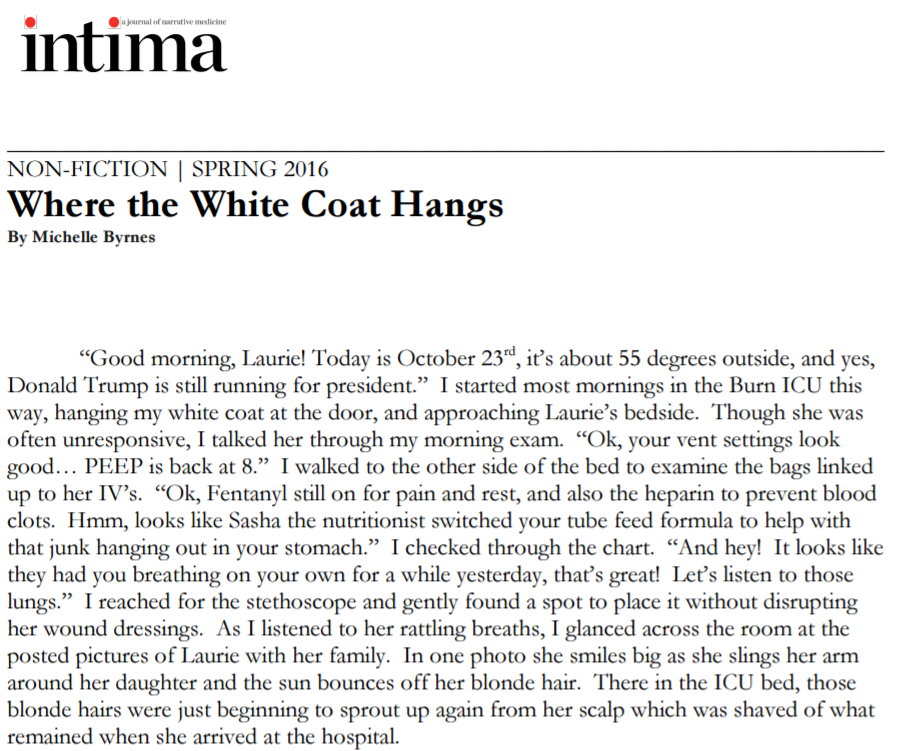 a journal of narrative medicine
intima
NON-FICTION | SPRING 2016
Where the White Coat Hangs
By Michelle Byrnes
“Good morning, Laurie! Today is October 23rd, it’s about 55 degrees outside, and yes,
Donald Trump is still running for president.”  I started most mornings in the Burn ICU this
way, hanging my white coat at the door, and approaching Laurie’s bedside.  Though she was
often unresponsive, I talked her through my morning exam.  “Ok, your vent settings look
good… PEEP is back at 8.”  I walked to the other side of the bed to examine the bags linked
up to her IV’s.  “Ok, Fentanyl still on for pain and rest, and also the heparin to prevent blood
clots.  Hmm, looks like Sasha the nutritionist switched your tube feed formula to help with
that junk hanging out in your stomach.”  I checked through the chart.  “And hey!  It looks like
they had you breathing on your own for a while yesterday, that’s great!  Let’s listen to those
lungs.”  I reached for the stethoscope and gently found a spot to place it without disrupting
her wound dressings.  As I listened to her rattling breaths, I glanced across the room at the
posted pictures of Laurie with her family.  In one photo she smiles big as she slings her arm
around her daughter and the sun bounces off her blonde hair.  There in the ICU bed, those
blonde hairs were just beginning to sprout up again from her scalp which was shaved of what
remained when she arrived at the hospital.